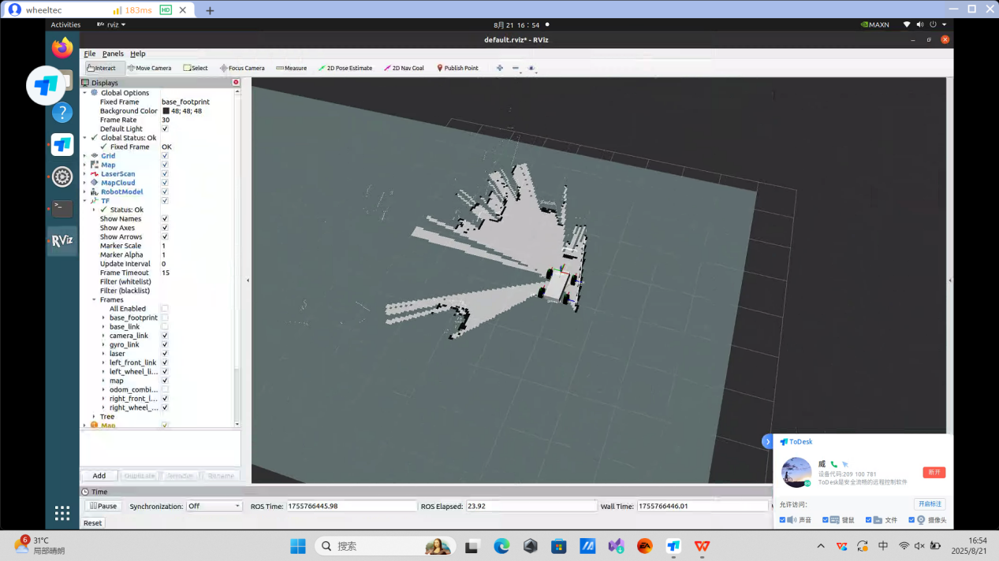 wheeltec
183ms
HD
Activities
rviz
8月 21 16：54
MAXN
default.rviz* - RViz
File Panels Help
Interact
Move Camera
Select
Focus Camera
Measure
2D Pose Estimate
2D Nav Goal
Publish Point
Displays
Global Options
Fixed Frame base_footprint
Background Color 48; 48; 48
Frame Rate 30
Default Light
Global Status: Ok
Fixed Frame OK
Grid
Map
LaserScan
MapCloud
RobotModel
TF
Status: Ok
Show Names
Show Axes
Show Arrows
Marker Scale 1
Marker Alpha 1
Update Interval 0
Frame Timeout 15
Filter (whitelist)
Filter (blacklist)
Frames
All Enabled
base_footprint
base_link
camera_link
gyro_link
laser
left_front_link
left_wheel_li...
map
odom_combi...
right_front_l...
right_wheel_...
Tree
Map
RViz
Add Duplicate Remove Rename
Time
Pause
Synchronization: Off
ROS Time: 1755766445.98
ROS Elapsed: 23.92
Wall Time: 1755766446.01
Reset
ToDesk
威
设备代码:209 100 781
ToDesk是安全流畅的远程控制软件
断开
允许访问:
开启标注
声音
键鼠
文件
摄像头
6
31°C
局部晴朗
搜索
EA
中
16:54
2025/8/21